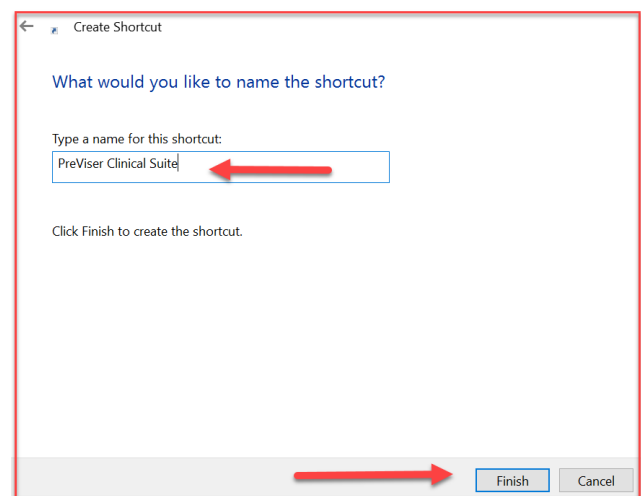 Create Shortcut
What would you like to name the shortcut?
Type a name for this shortcut:
PreViser Clinical Suite
Click Finish to create the shortcut.
Finish Cancel